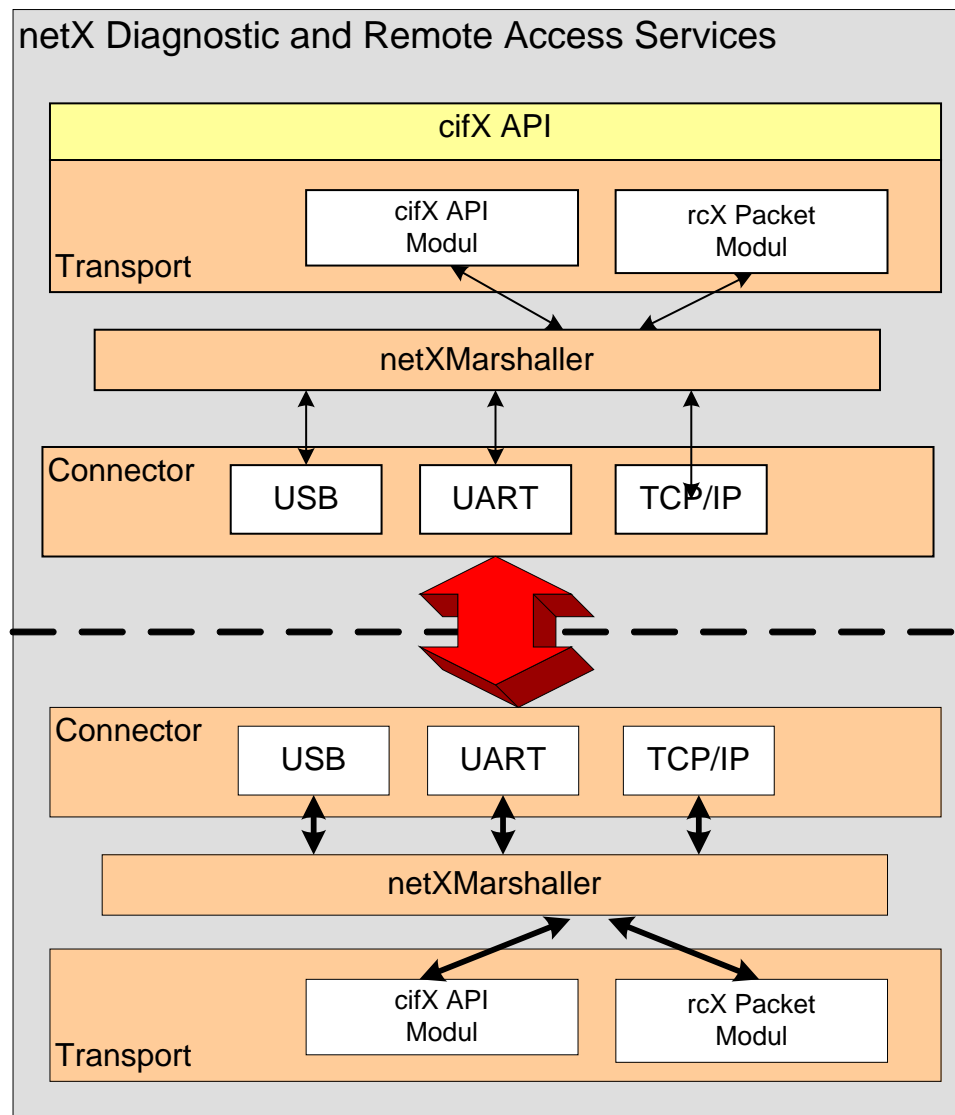 netX Diagnostic and Remote Access Services
cifX API
cifX API
Modul
rcX Packet
Modul
Transport
netXMarshaller
Connector
USB
UART
TCP/IP
Connector
USB
UART
TCP/IP
netXMarshaller
cifX API
Modul
rcX Packet
Modul
Transport